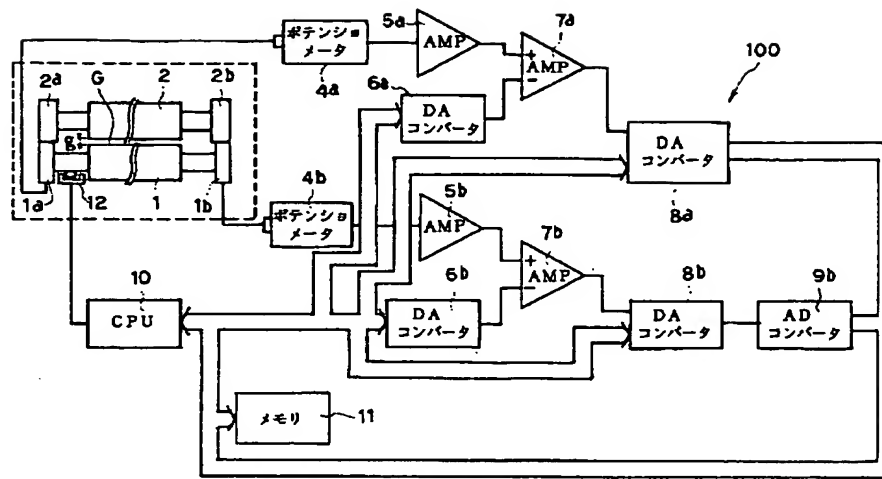 5a
7a
ポテンショ
メータ
4a
AMP
+
AMP
−
100
2a
G
2
2b
6a
DA
コンバータ
DA
コンバータ
8a
g
1a
12
1
1b
4b
ポテンショ
メータ
5b
AMP
7b
+
AMP
−
10
CPU
6b
DA
コンバータ
8b
DA
コンバータ
9b
AD
コンバータ
メモリ
11